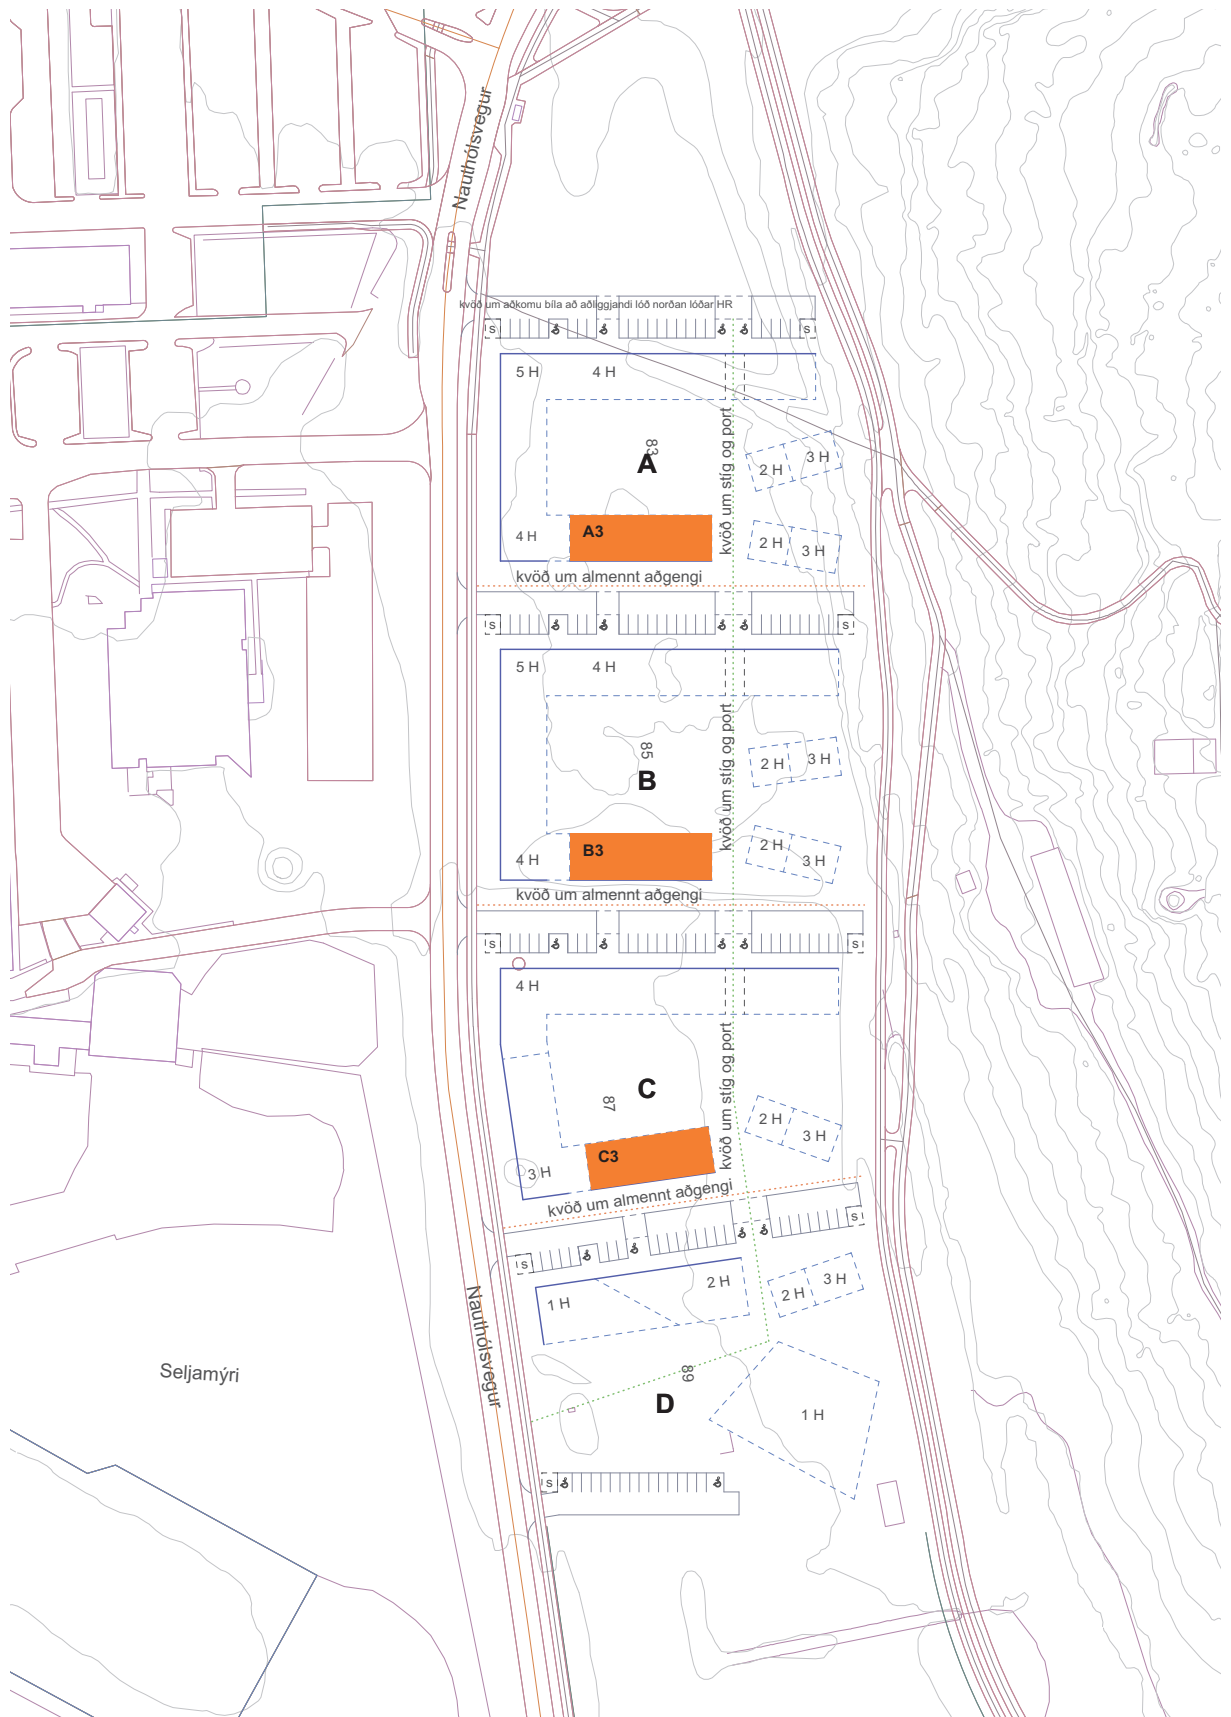 Nauthólsvegur
kvöð um aðkomu bíla að aðliggjandi lóð norðan lóðar HR
S
S
5 H
4 H
83
A
kvöð um stíg og port
2 H
3 H
4 H
A3
2 H
3 H
kvöð um almennt aðgengi
S
S
5 H
4 H
85
B
kvöð um stíg og port
2 H
3 H
4 H
B3
2 H
3 H
kvöð um almennt aðgengi
S
S
4 H
C
87
kvöð um stíg og port
2 H
3 H
C3
3 H
kvöð um almennt aðgengi
S
S
1 H
2 H
2 H
3 H
Nauthólsvegur
Seljamýri
89
D
1 H
S